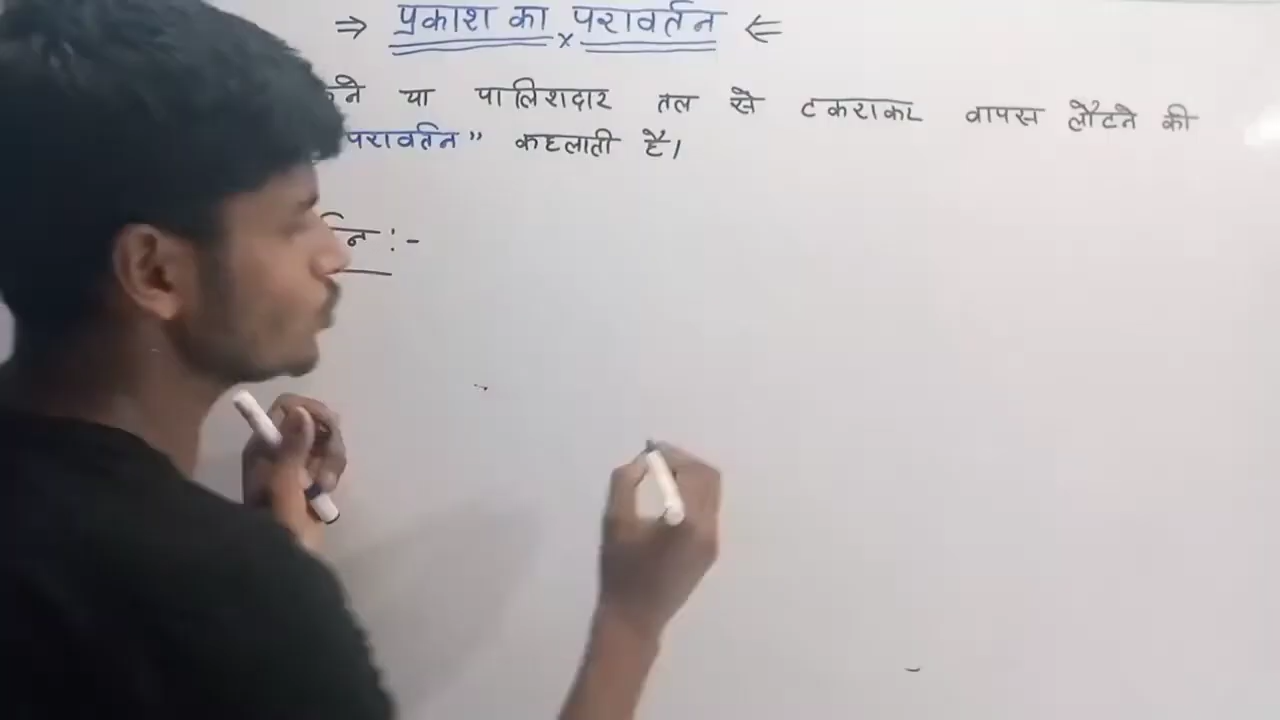 ⇒ प्रकाश का परावर्तन ⇐
या पालिशदार तल से टकराकर वापस लौटने की
परावर्तन” कहलाती है।